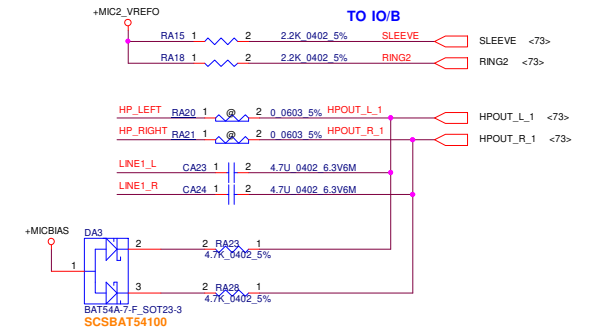 TO IO/B
+MIC2_VREFO
RA15 1 2 2.2K_0402_5% SLEEVE SLEEVE <73>
RA18 1 2 2.2K_0402_5% RING2 RING2 <73>
HP_LEFT RA20 1 @ 2 0_0603_5% HPOUT_L_1 HPOUT_L_1 <73>
HP_RIGHT RA21 1 @ 2 0_0603_5% HPOUT_R_1 HPOUT_R_1 <73>
LINE1_L CA23 1 2 4.7U_0402_6.3V6M
LINE1_R CA24 1 2 4.7U_0402_6.3V6M
+MICBIAS DA3
2 2 RA23 1
4.7K_0402_5%
1
3 2 RA28 1
4.7K_0402_5%
BAT54A-7-F_SOT23-3
SCSBAT54100